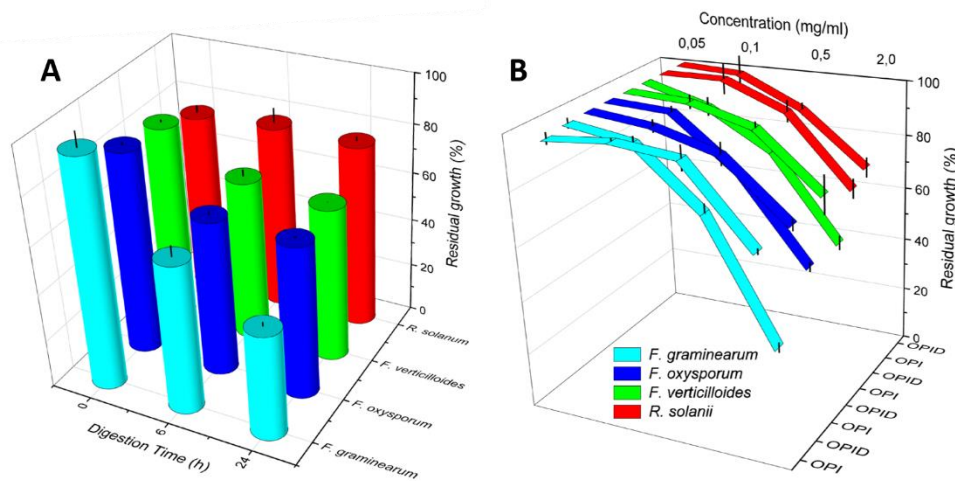 A
100
80
60
40
20
0
Residual growth (%)
R. solanum
F. verticilloides
F. oxysporum
F. graminearum
0
6
24
Digestion Time (h)
B
Concentration (mg/ml)
0,05
0,1
0,5
2,0
100
80
60
40
20
0
Residual growth (%)
OPID
OPI
OPID
OPI
OPID
OPI
OPID
OPI
F. graminearum
F. oxysporum
F. verticilloides
R. solanii